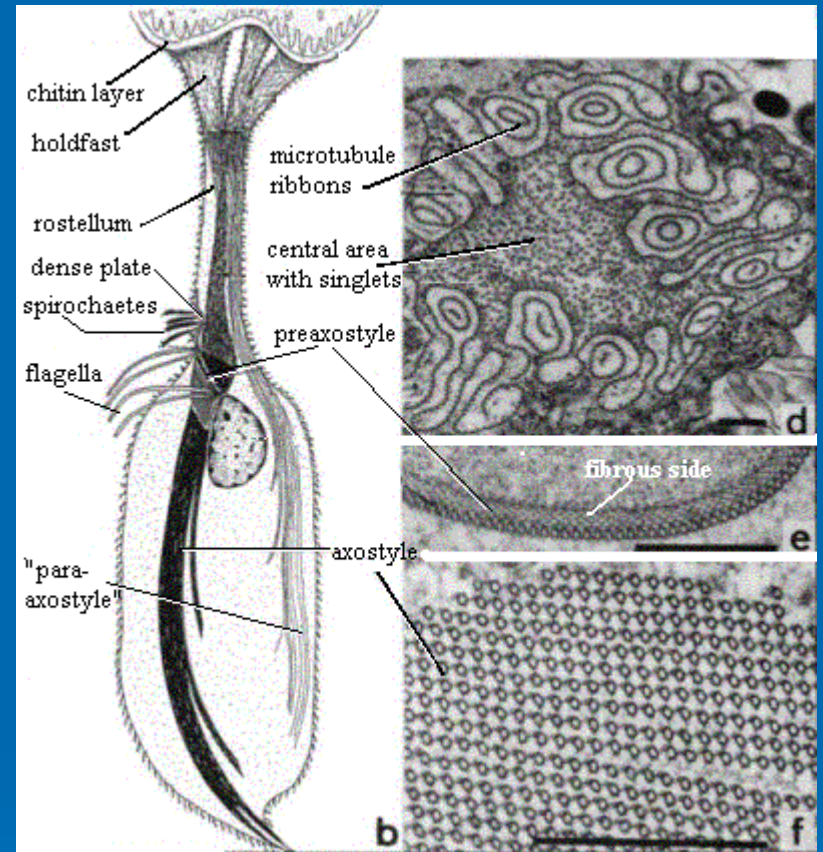 chitin layer
holdfast
rostellum
dense plate
spirochaetes
flagella
"para-
axostyle"
b
microtubule
ribbons
central area
with singlets
preaxostyle
axostyle
d
fibrous side
e
f